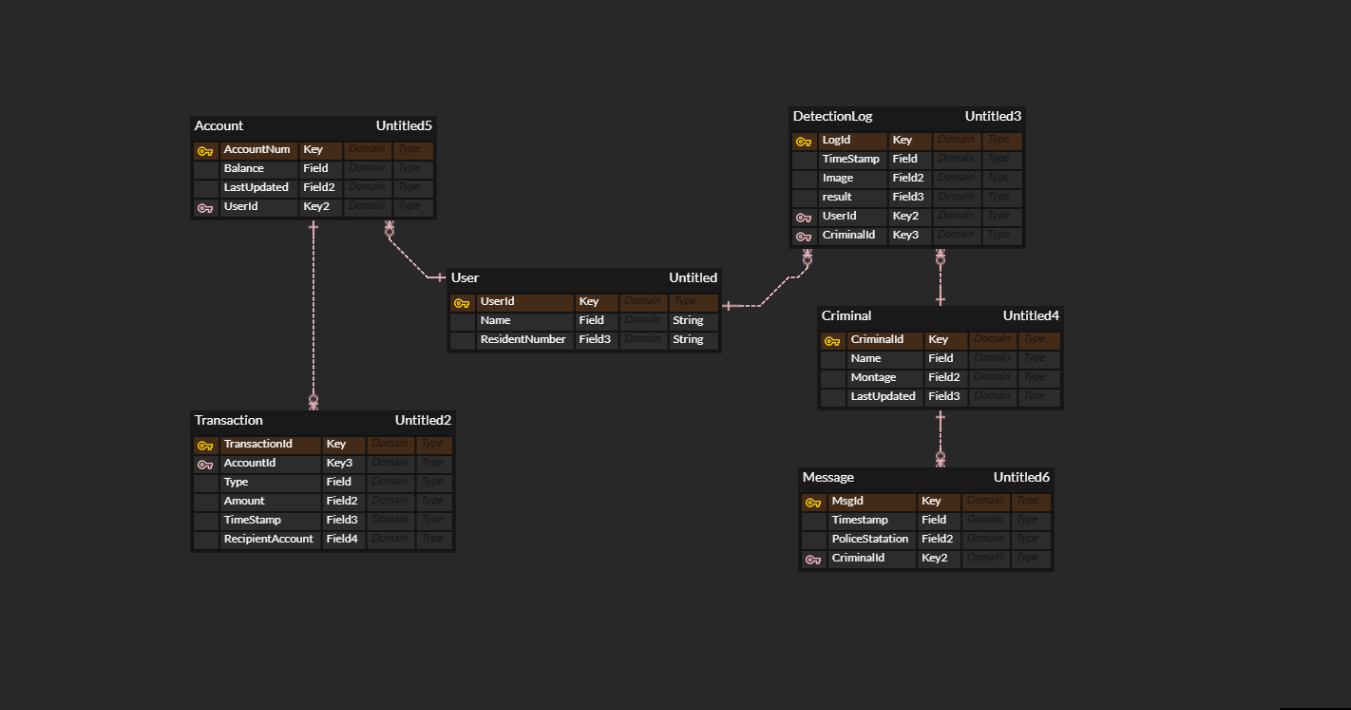 Account Untitled5
AccountNum Key Domain Type
Balance Field Domain Type
LastUpdated Field2 Domain Type
UserId Key2 Domain Type
User Untitled
UserId Key Domain Type
Name Field Domain String
ResidentNumber Field3 Domain String
Transaction Untitled2
TransactionId Key Domain Type
AccountId Key3 Domain Type
Type Field Domain Type
Amount Field2 Domain Type
TimeStamp Field3 Domain Type
RecipientAccount Field4 Domain Type
DetectionLog Untitled3
LogId Key Domain Type
TimeStamp Field Domain Type
Image Field2 Domain Type
result Field3 Domain Type
UserId Key2 Domain Type
CriminalId Key3 Domain Type
Criminal Untitled4
CriminalId Key Domain Type
Name Field Domain Type
Montage Field2 Domain Type
LastUpdated Field3 Domain Type
Message Untitled6
MsgId Key Domain Type
Timestamp Field Domain Type
PoliceStatation Field2 Domain Type
CriminalId Key2 Domain Type